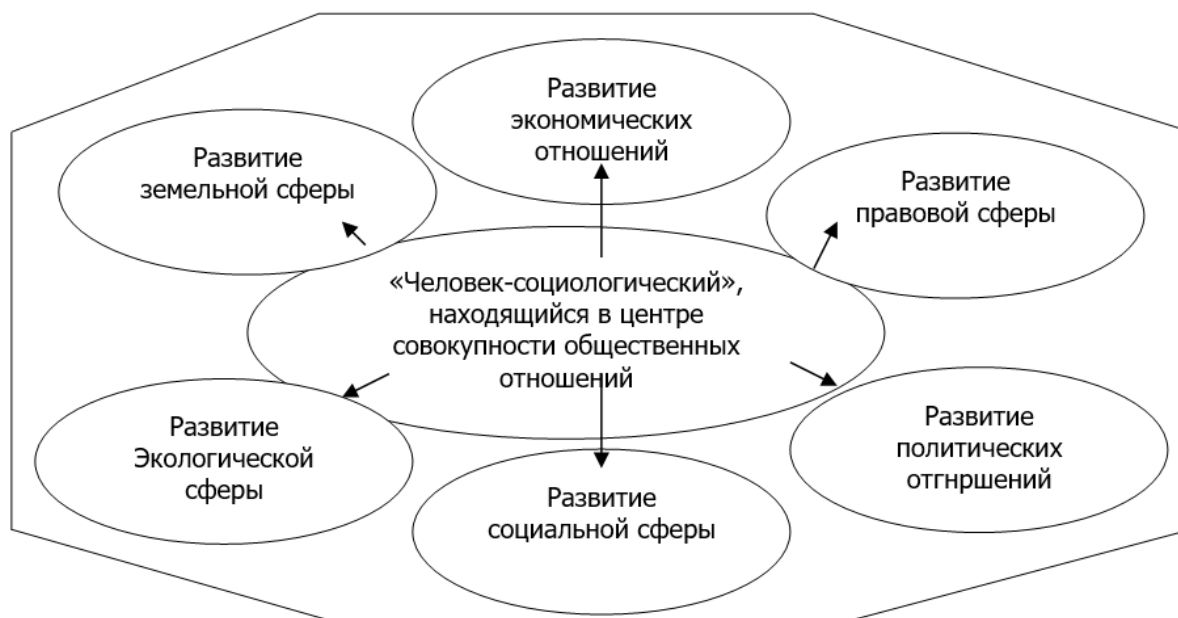 Развитие
экономических
отношений
Развитие
земельной сферы
Развитие
правовой сферы
«Человек-социологический»,
находящийся в центре
совокупности общественных
отношений
Развитие
Экологической
сферы
Развитие
политических
отгнршений
Развитие
социальной сферы